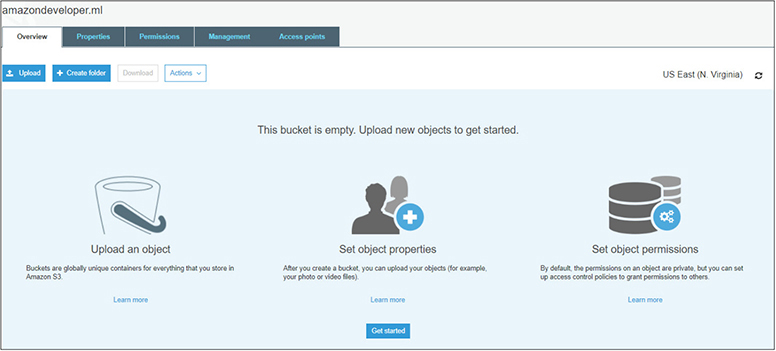 amazondeveloper.ml
Overview Properties Permissions Management Access points
Upload + Create folder Download Actions US East (N. Virginia)
This bucket is empty. Upload new objects to get started.
Upload an object
Buckets are globally unique containers for everything that you store in
Amazon S3.
Learn more
Set object properties
After you create a bucket, you can upload your objects (for example,
your photo or video files).
Learn more
Set object permissions
By default, the permissions on an object are private, but you can set
up access control policies to grant permissions to others.
Learn more
Get started